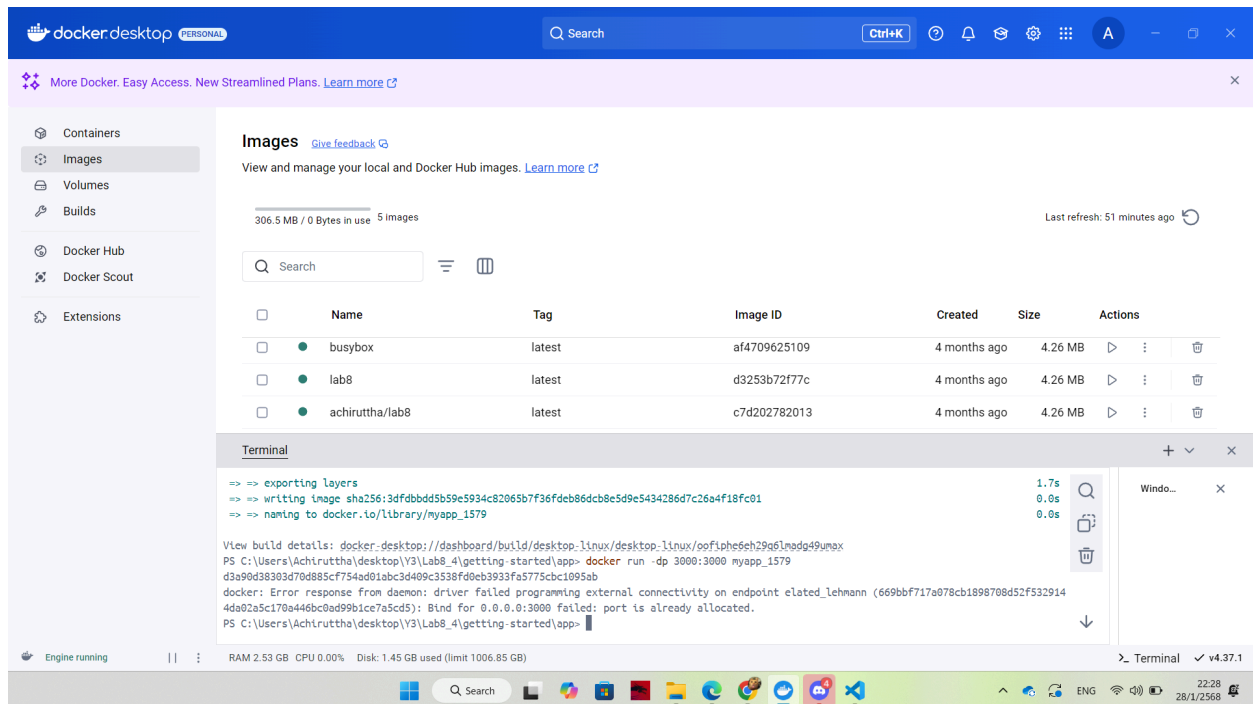 docker.desktop PERSONAL
Search
Ctrl+K
A
More Docker. Easy Access. New Streamlined Plans. Learn more
Containers
Images
Volumes
Builds
Docker Hub
Docker Scout
Extensions
Images Give feedback
View and manage your local and Docker Hub images. Learn more
306.5 MB / 0 Bytes in use 5 images
Last refresh: 51 minutes ago
Search
Name Tag Image ID Created Size Actions
busybox latest af4709625109 4 months ago 4.26 MB
lab8 latest d3253b72f77c 4 months ago 4.26 MB
achiruttha/lab8 latest c7d202782013 4 months ago 4.26 MB
Terminal
Windo...
=> => exporting layers 1.7s
=> => writing image sha256:3dfdbbdd5b59e5934c82065b7f36fdeb86dcb8e5d9e5434286d7c26a4f18fc01 0.0s
=> => naming to docker.io/library/myapp_1579 0.0s
View build details: docker-desktop://dashboard/build/desktop-linux/desktop-linux/oofiphe6eh29q6lmadg49umax
PS C:\Users\Achiruttha\desktop\Y3\Lab8_4\getting-started\app> docker run -dp 3000:3000 myapp_1579
d3a90d38303d70d885cf754ad01abc3d409c3538fd0eb3933fa5775cbc1095ab
docker: Error response from daemon: driver failed programming external connectivity on endpoint elated_lehmann (669bbf717a078cb1898708d52f532914
4da02a5c170a446bc0ad99b1ce7a5cd5): Bind for 0.0.0.0:3000 failed: port is already allocated.
PS C:\Users\Achiruttha\desktop\Y3\Lab8_4\getting-started\app>
Engine running
RAM 2.53 GB CPU 0.00% Disk: 1.45 GB used (limit 1006.85 GB)
>_ Terminal
v4.37.1
Search
4
ENG
22:28
28/1/2568